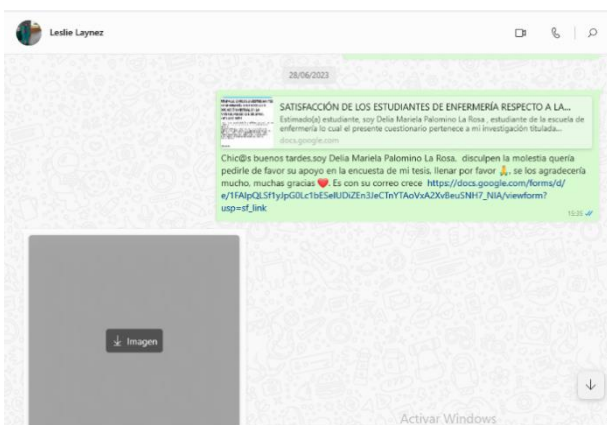 Leslie Laynez
28/06/2023
SATISFACCIÓN DE LOS ESTUDIANTES DE ENFERMERÍA RESPECTO A LA...
Estimado(a) estudiante, soy Delia Mariela Palomino La Rosa , estudiante de la escuela de
enfermería lo cual el presente cuestionario pertenece a mi investigación titulada...
docs.google.com
Chic@s buenos tardes.soy Delia Mariela Palomino La Rosa. disculpen la molestia quería
pedirle de favor su apoyo en la encuesta de mi tesis. llenar por favor 🙏. se los agradecería
mucho, muchas gracias ❤️. Es con su correo crece https://docs.google.com/forms/d/
usp=sf_link
15:26
Imagen
Activar Windows